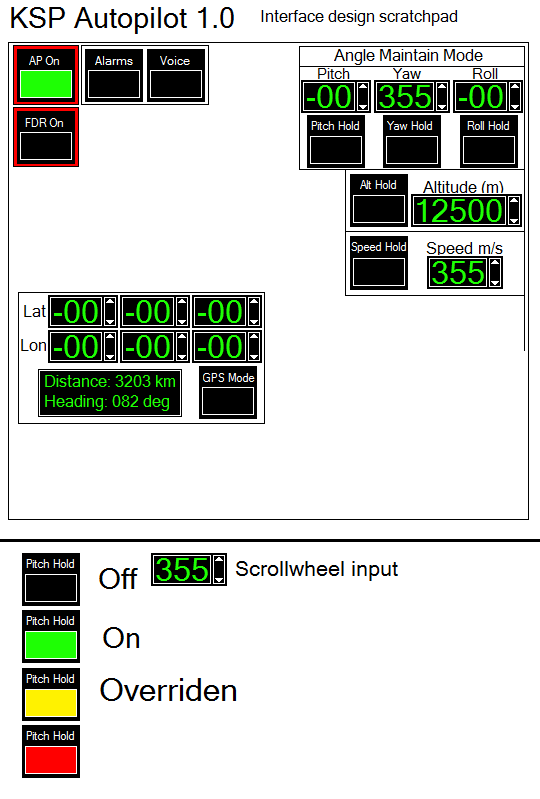 KSP Autopilot 1.0
Interface design scratchpad
AP On
Alarms
Voice
Angle Maintain Mode
Pitch Yaw Roll
-00 355 -00
FDR On
Pitch Hold
Yaw Hold
Roll Hold
Alt Hold
Altitude (m)
12500
Speed Hold
Speed m/s
355
Lat -00 -00 -00
Lon -00 -00 -00
Distance: 3203 km
Heading: 082 deg
GPS Mode
Pitch Hold
Off
355
Scrollwheel input
Pitch Hold
On
Pitch Hold
Overriden
Pitch Hold